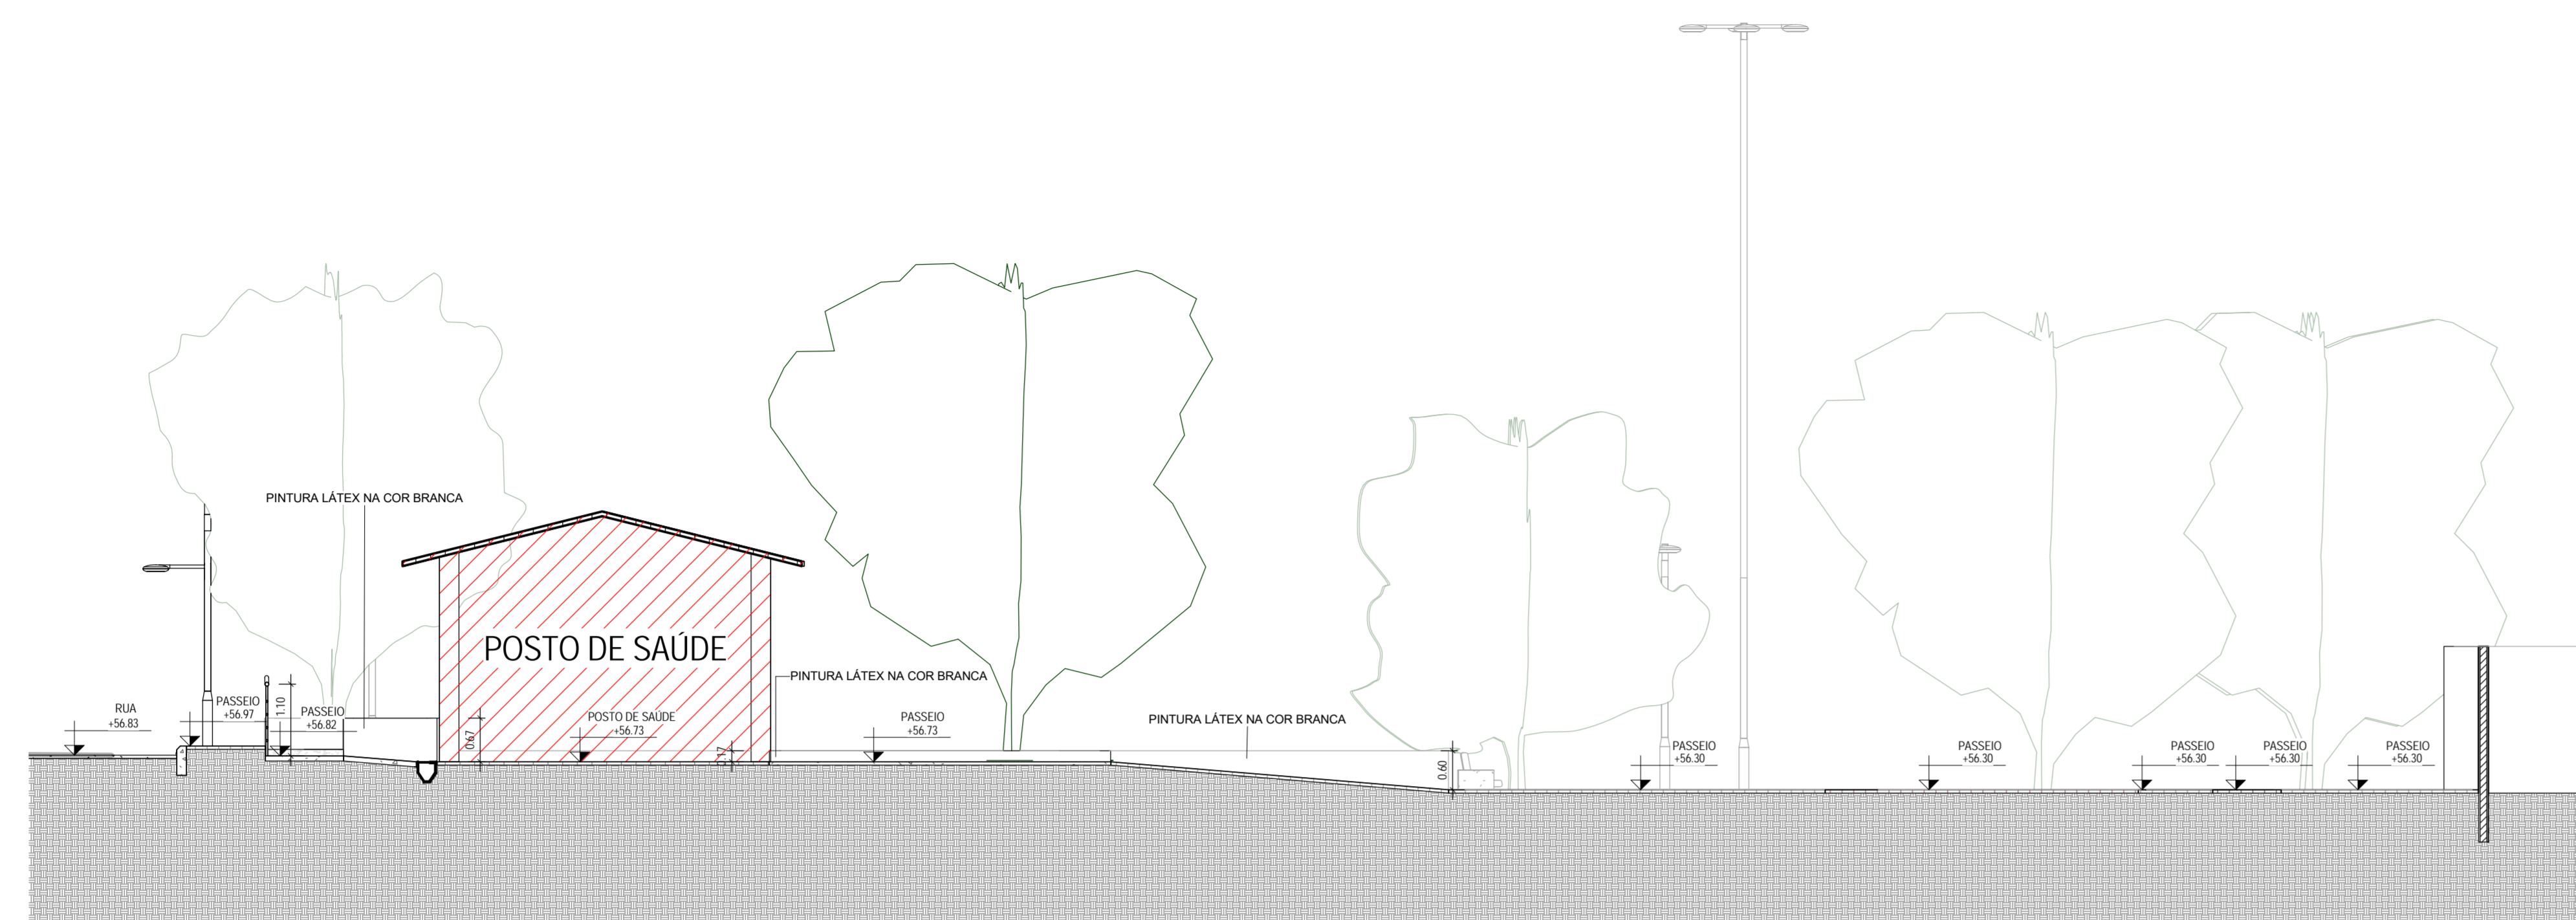 PINTURA LÁTEX NA COR BRANCA
POSTO DE SAÚDE
PINTURA LÁTEX NA COR BRANCA
RUA
+56.83
PASSEIO
+56.97
1.10
PASSEIO
+56.82
0.67
POSTO DE SAÚDE
+56.73
PASSEIO
+56.73
PINTURA LÁTEX NA COR BRANCA
0.60
PASSEIO
+56.30
PASSEIO
+56.30
PASSEIO
+56.30
PASSEIO
+56.30
PASSEIO
+56.30